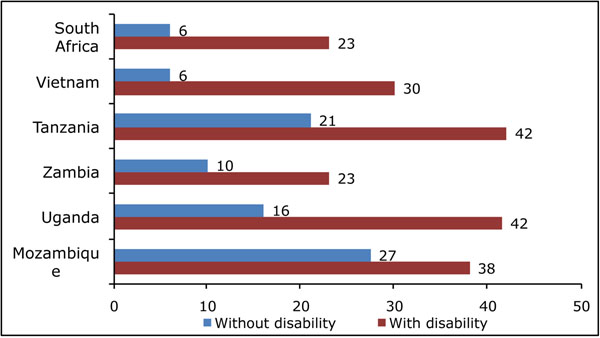 South
Africa
6
23
Vietnam
6
30
Tanzania
21
42
Zambia
10
23
Uganda
16
42
Mozambiqu
e
27
38
0 10 20 30 40 50
Without disability With disability